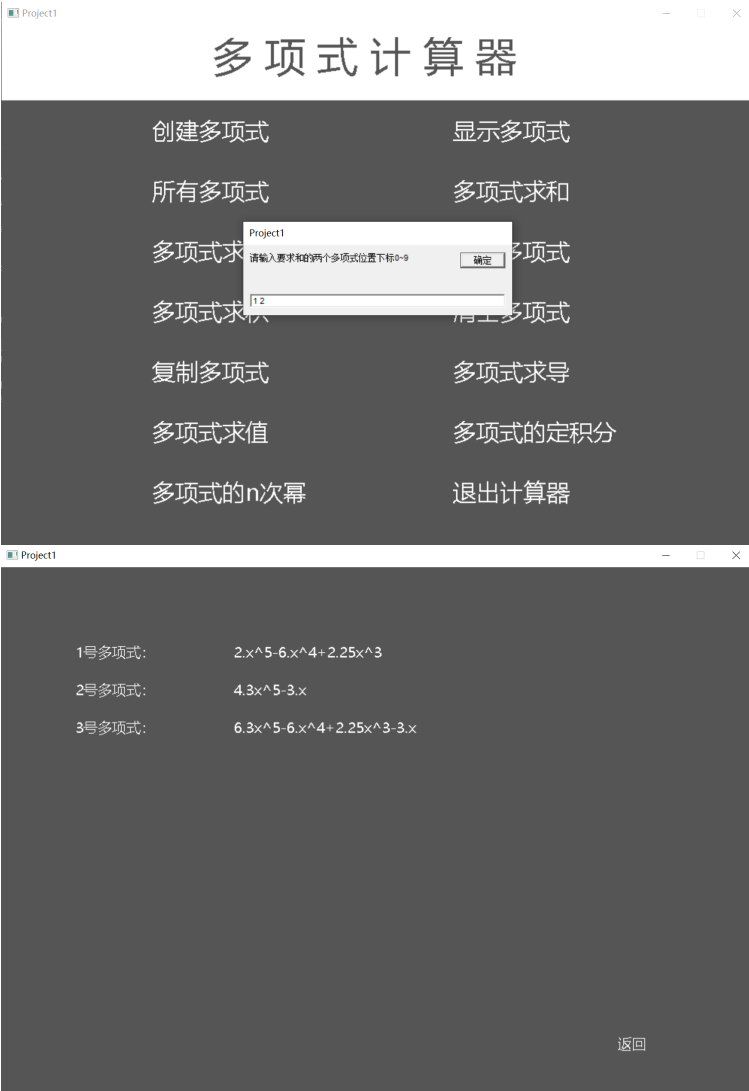 Project1
多项式计算器
创建多项式 显示多项式
所有多项式 多项式求和
多项式求 多项式
Project1
请输入要求和的两个多项式位置下标0~9
确定
1 2
多项式求 多项式
复制多项式 多项式求导
多项式求值 多项式的定积分
多项式的n次幂 退出计算器
Project1
1号多项式: 2.x^5-6.x^4+2.25x^3
2号多项式: 4.3x^5-3.x
3号多项式: 6.3x^5-6.x^4+2.25x^3-3.x
返回